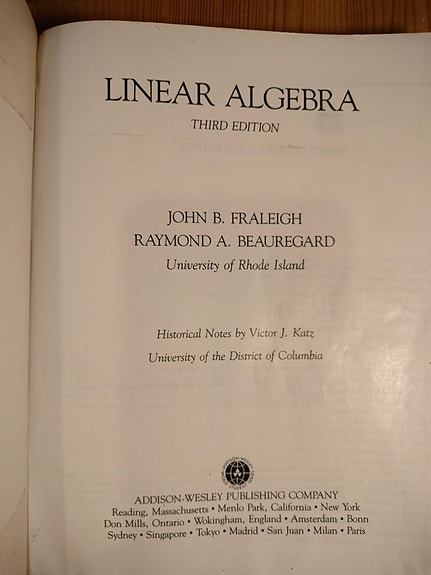 LINEAR ALGEBRA
THIRD EDITION
JOHN B. FRALEIGH
RAYMOND A. BEAUREGARD
University of Rhode Island
Historical Notes by Victor J. Katz
University of the District of Columbia
ADDISON-WESLEY PUBLISHING COMPANY
Reading, Massachusetts • Menlo Park, California • New York
Don Mills, Ontario • Wokingham, England • Amsterdam • Bonn
Sydney • Singapore • Tokyo • Madrid • San Juan • Milan • Paris